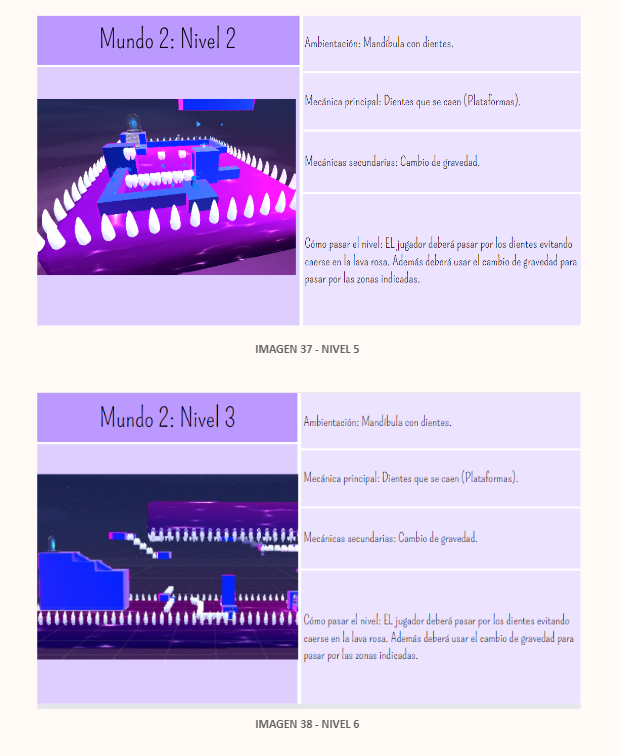 Mundo 2: Nivel 2
Ambientación: Mandíbula con dientes.
Mecánica principal: Dientes que se caen (Plataformas).
Mecánicas secundarias: Cambio de gravedad.
Cómo pasar el nivel: EL jugador deberá pasar por los dientes evitando
caerse en la lava rosa. Además deberá usar el cambio de gravedad para
pasar por las zonas indicadas.
IMAGEN 37 - NIVEL 5
Mundo 2: Nivel 3
Ambientación: Mandíbula con dientes.
Mecánica principal: Dientes que se caen (Plataformas).
Mecánicas secundarias: Cambio de gravedad.
Cómo pasar el nivel: EL jugador deberá pasar por los dientes evitando
caerse en la lava rosa. Además deberá usar el cambio de gravedad para
pasar por las zonas indicadas.
IMAGEN 38 - NIVEL 6